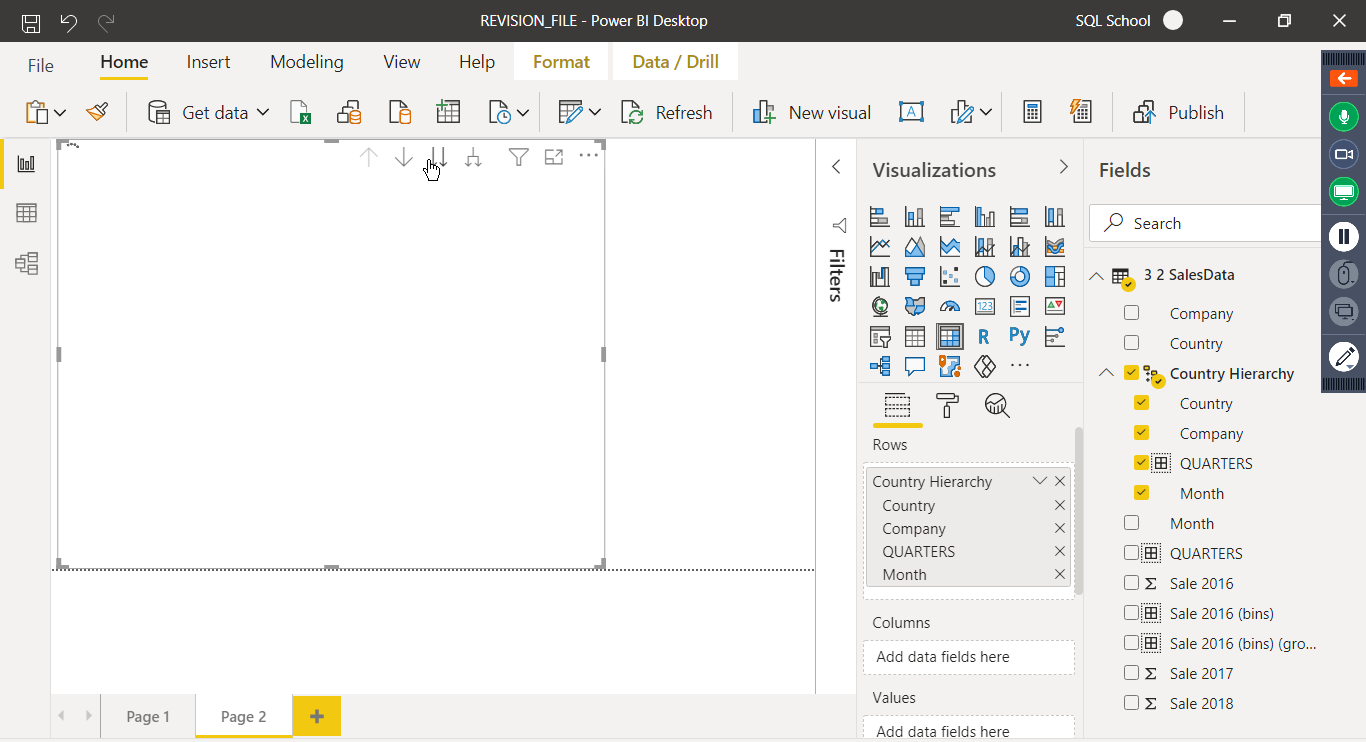 REVISION_FILE - Power BI Desktop
SQL School
File
Home
Insert
Modeling
View
Help
Format
Data / Drill
Get data
Refresh
New visual
Publish
Filters
Visualizations
123
R
Py
Rows
Country Hierarchy
Country
Company
QUARTERS
Month
Columns
Add data fields here
Values
Add data fields here
Fields
Search
3 2 SalesData
Company
Country
Country Hierarchy
Country
Company
QUARTERS
Month
Month
QUARTERS
Σ Sale 2016
Sale 2016 (bins)
Sale 2016 (bins) (gro...
Σ Sale 2017
Σ Sale 2018
Page 1
Page 2